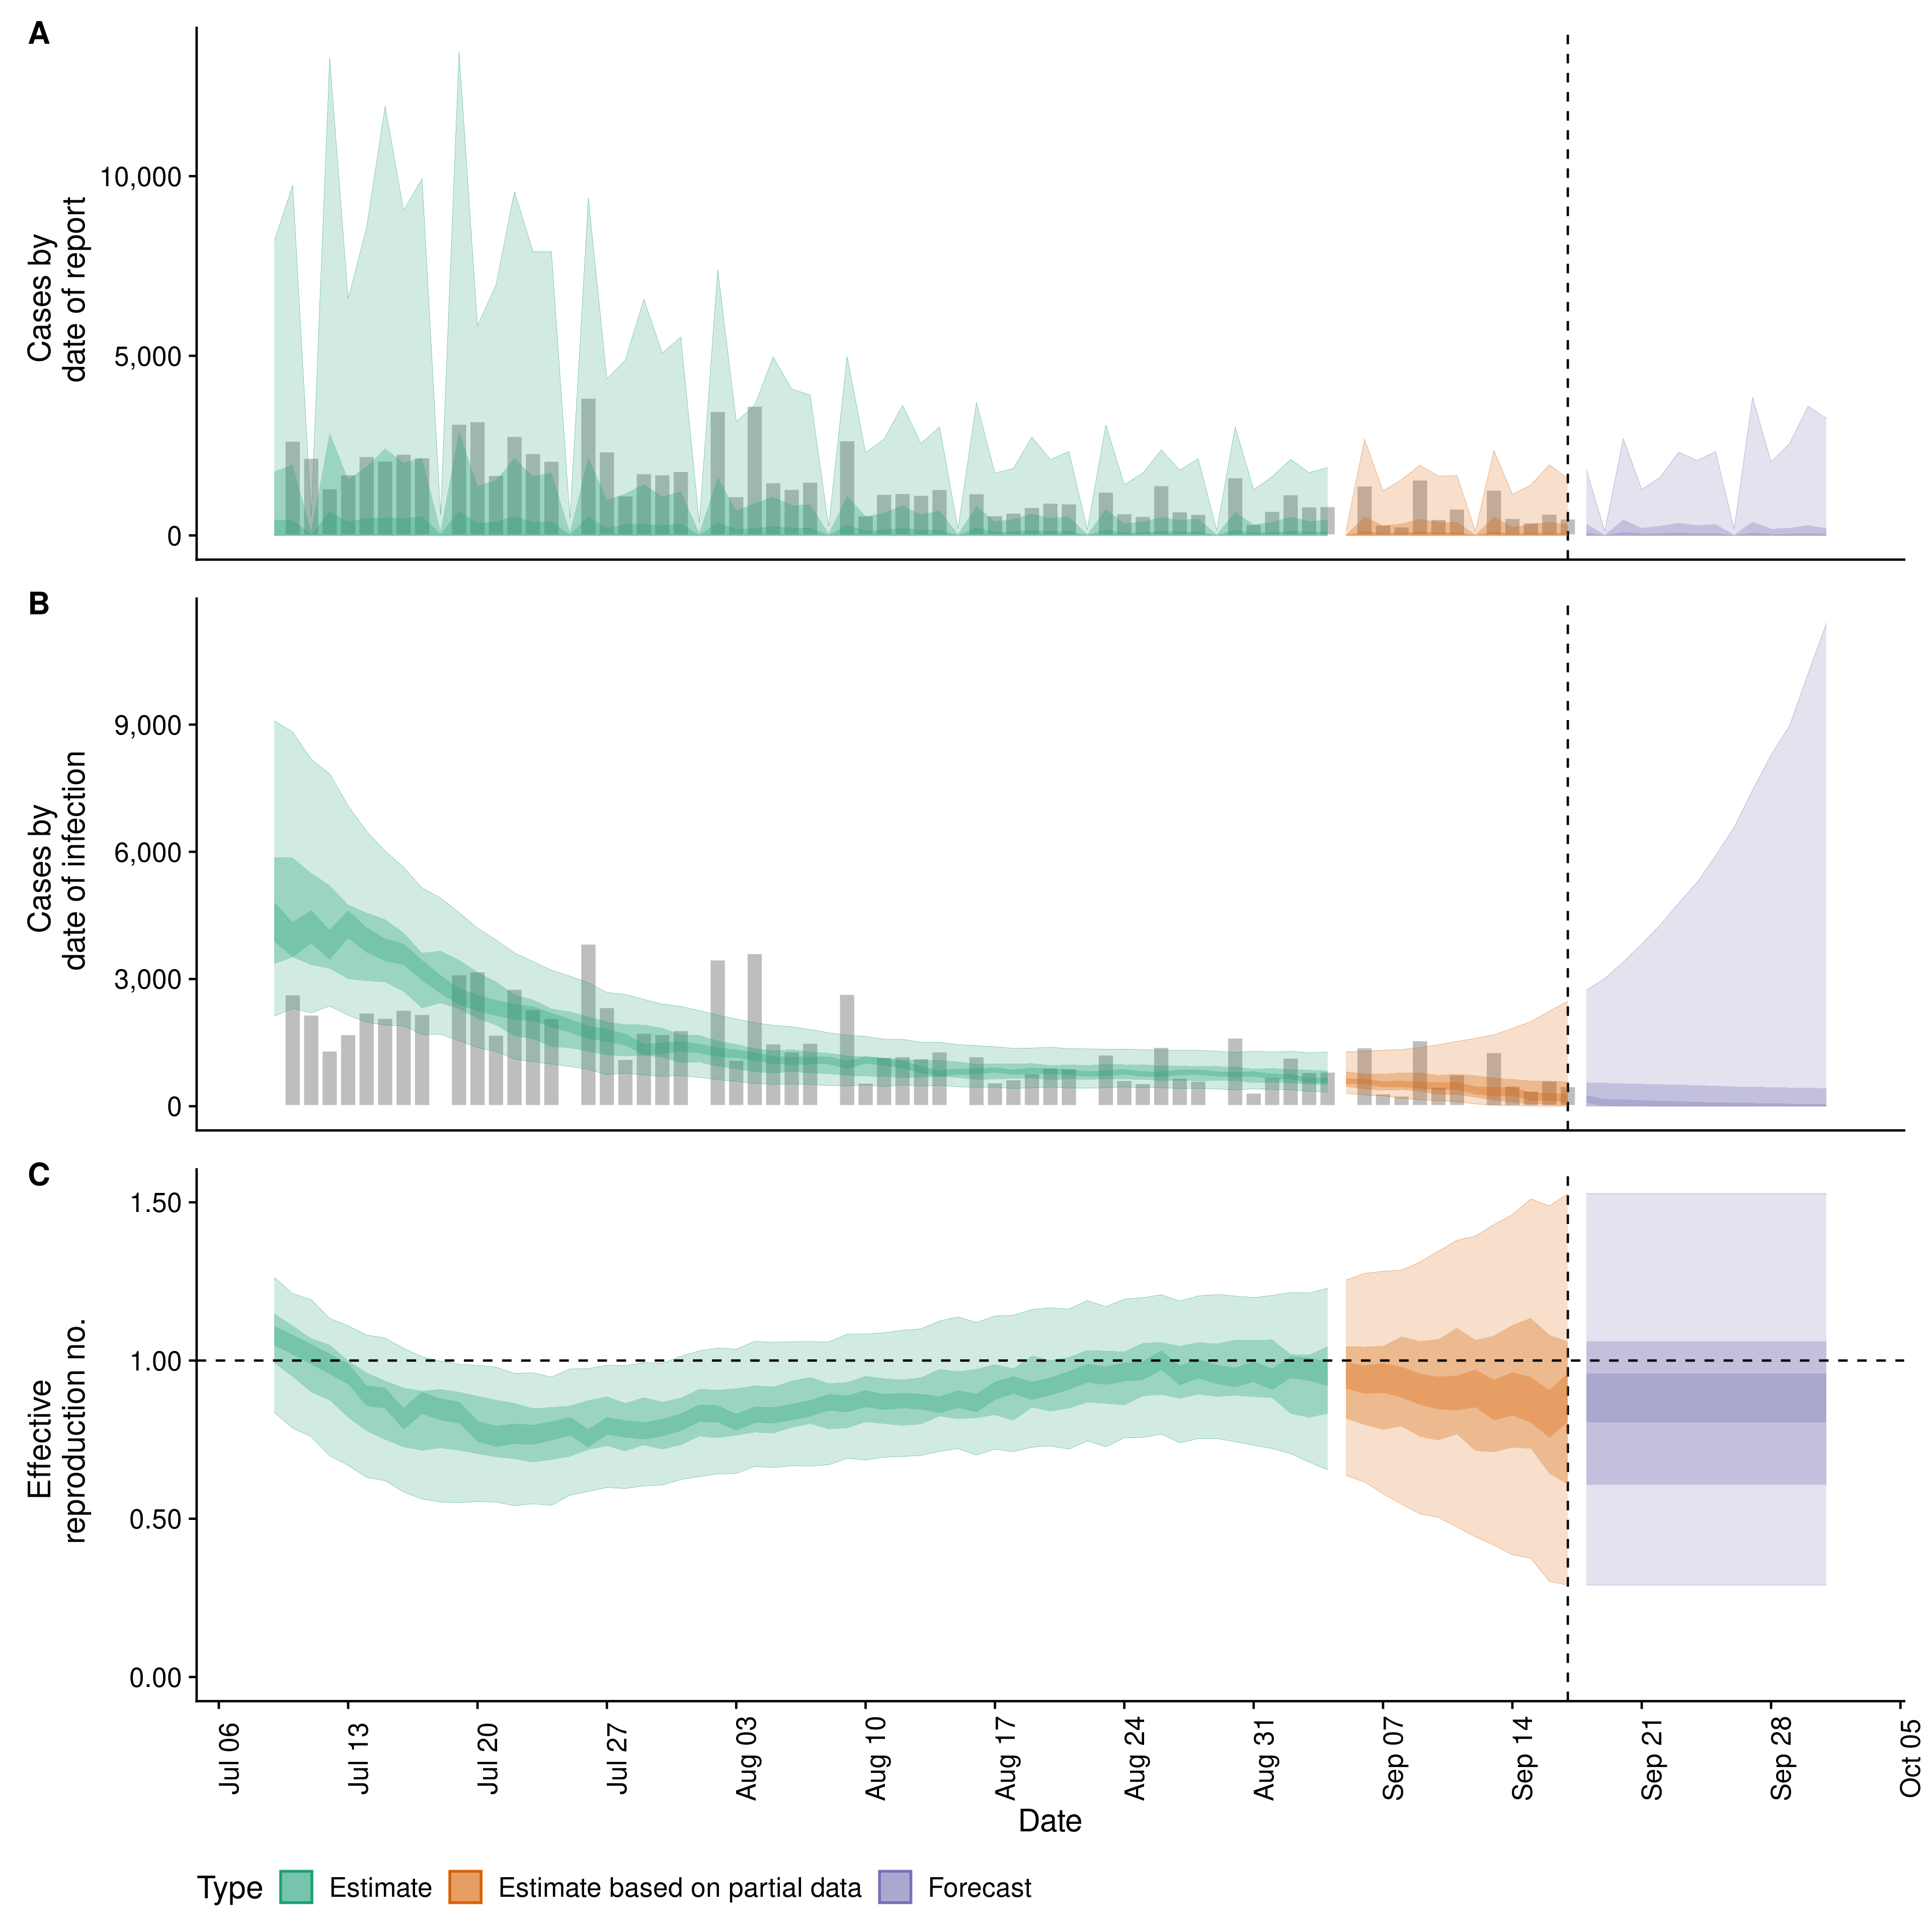 A
Cases by
date of report
10,000
5,000
0
B
Cases by
date of infection
9,000
6,000
3,000
0
C
Effective
reproduction no.
1.50
1.00
0.50
0.00
Jul 06
Jul 13
Jul 20
Jul 27
Aug 03
Aug 10
Aug 17
Aug 24
Aug 31
Sep 07
Sep 14
Sep 21
Sep 28
Oct 05
Date
Type Estimate Estimate based on partial data Forecast